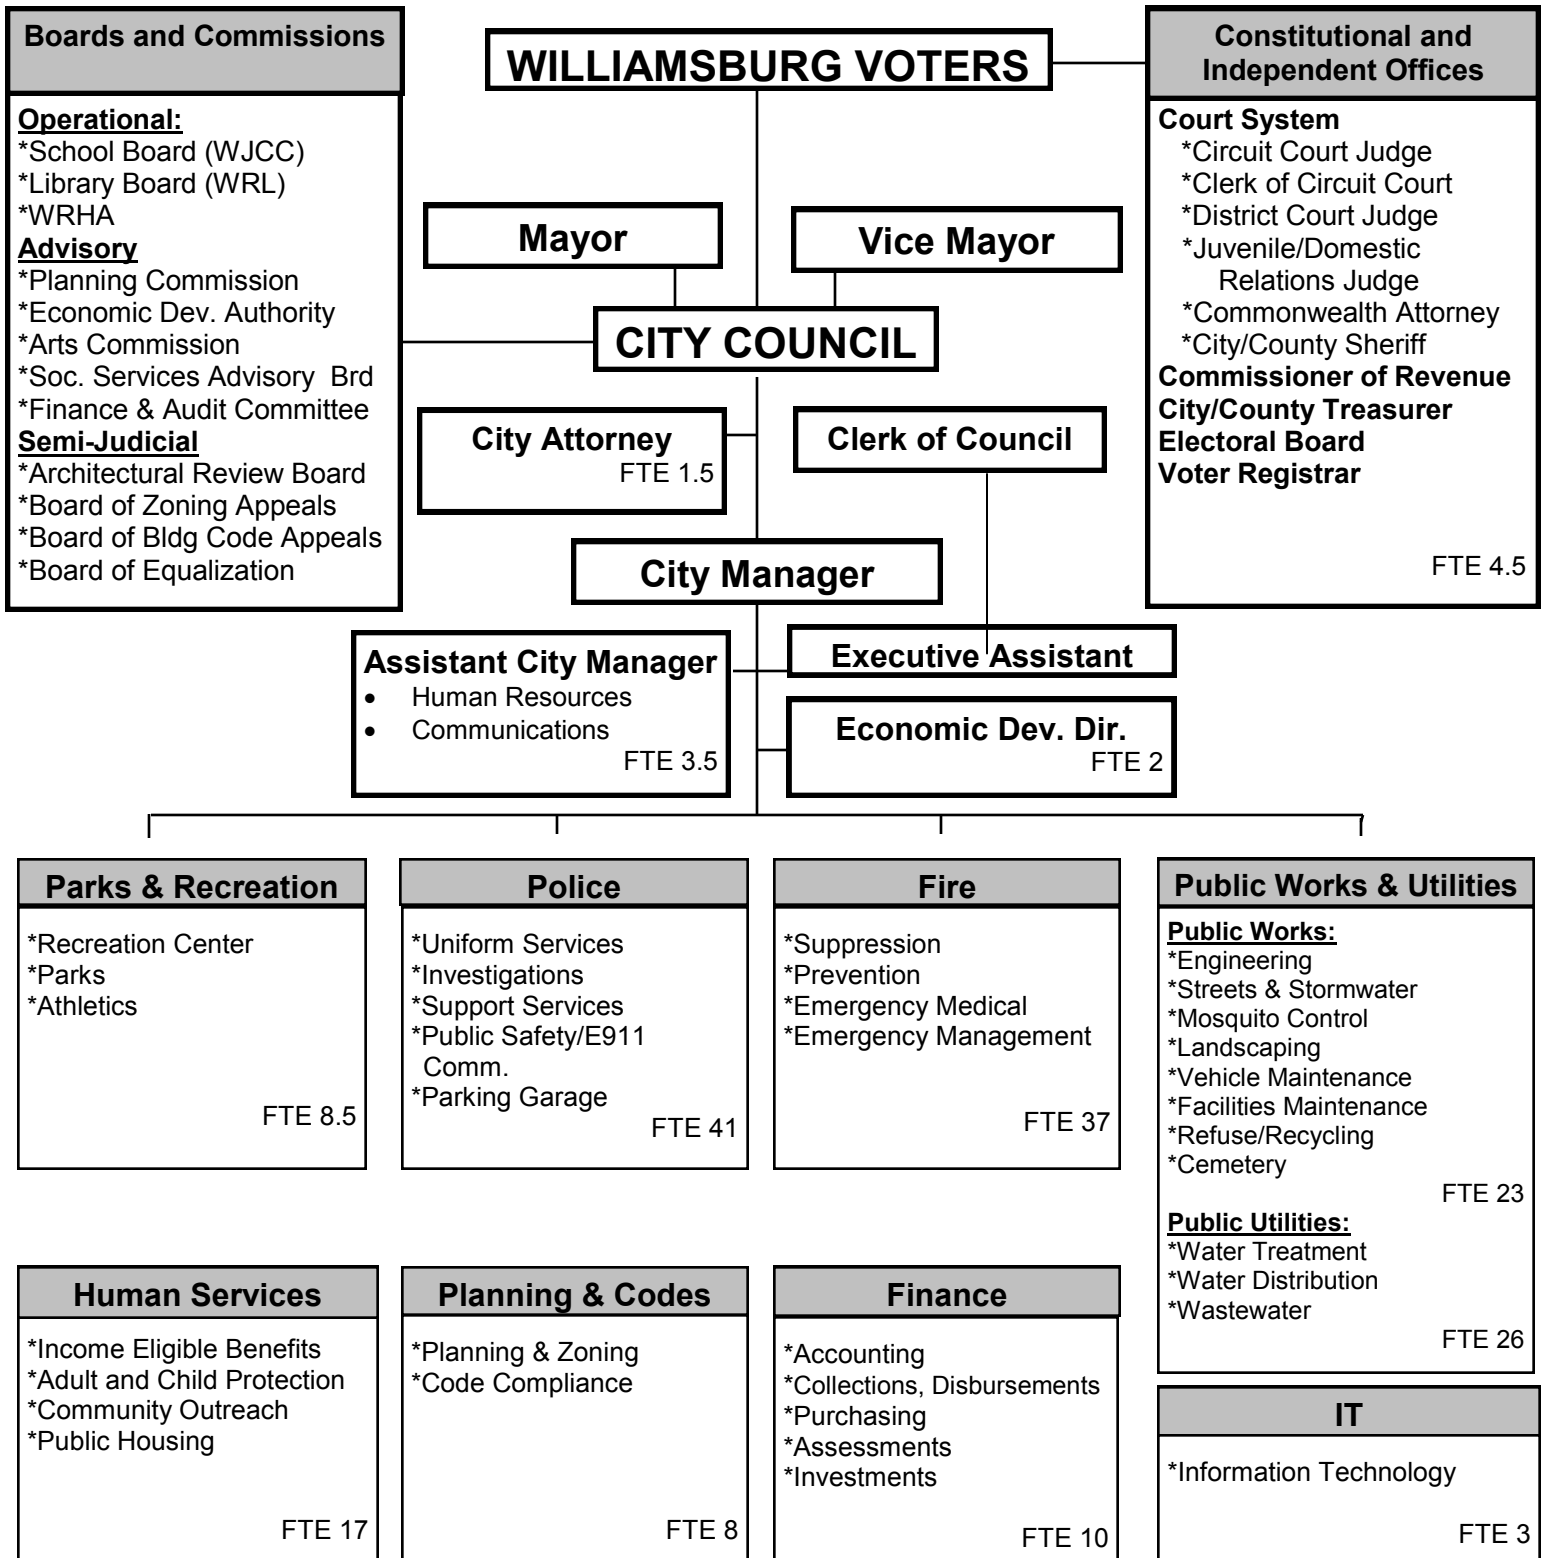 Boards and Commissions
Operational:
*School Board (WJCC)
*Library Board (WRL)
*WRHA
Advisory
*Planning Commission
*Economic Dev. Authority
*Arts Commission
*Soc. Services Advisory Brd
*Finance & Audit Committee
Semi-Judicial
*Architectural Review Board
*Board of Zoning Appeals
*Board of Bldg Code Appeals
*Board of Equalization
WILLIAMSBURG VOTERS
Mayor
Vice Mayor
CITY COUNCIL
City Attorney
FTE 1.5
Clerk of Council
City Manager
Assistant City Manager
• Human Resources
• Communications
FTE 3.5
Executive Assistant
Economic Dev. Dir.
FTE 2
Constitutional and
Independent Offices
Court System
*Circuit Court Judge
*Clerk of Circuit Court
*District Court Judge
*Juvenile/Domestic
Relations Judge
*Commonwealth Attorney
*City/County Sheriff
Commissioner of Revenue
City/County Treasurer
Electoral Board
Voter Registrar
FTE 4.5
Parks & Recreation
*Recreation Center
*Parks
*Athletics
FTE 8.5
Police
*Uniform Services
*Investigations
*Support Services
*Public Safety/E911
Comm.
*Parking Garage
FTE 41
Fire
*Suppression
*Prevention
*Emergency Medical
*Emergency Management
FTE 37
Public Works & Utilities
Public Works:
*Engineering
*Streets & Stormwater
*Mosquito Control
*Landscaping
*Vehicle Maintenance
*Facilities Maintenance
*Refuse/Recycling
*Cemetery
FTE 23
Public Utilities:
*Water Treatment
*Water Distribution
*Wastewater
FTE 26
Human Services
*Income Eligible Benefits
*Adult and Child Protection
*Community Outreach
*Public Housing
FTE 17
Planning & Codes
*Planning & Zoning
*Code Compliance
FTE 8
Finance
*Accounting
*Collections, Disbursements
*Purchasing
*Assessments
*Investments
FTE 10
IT
*Information Technology
FTE 3